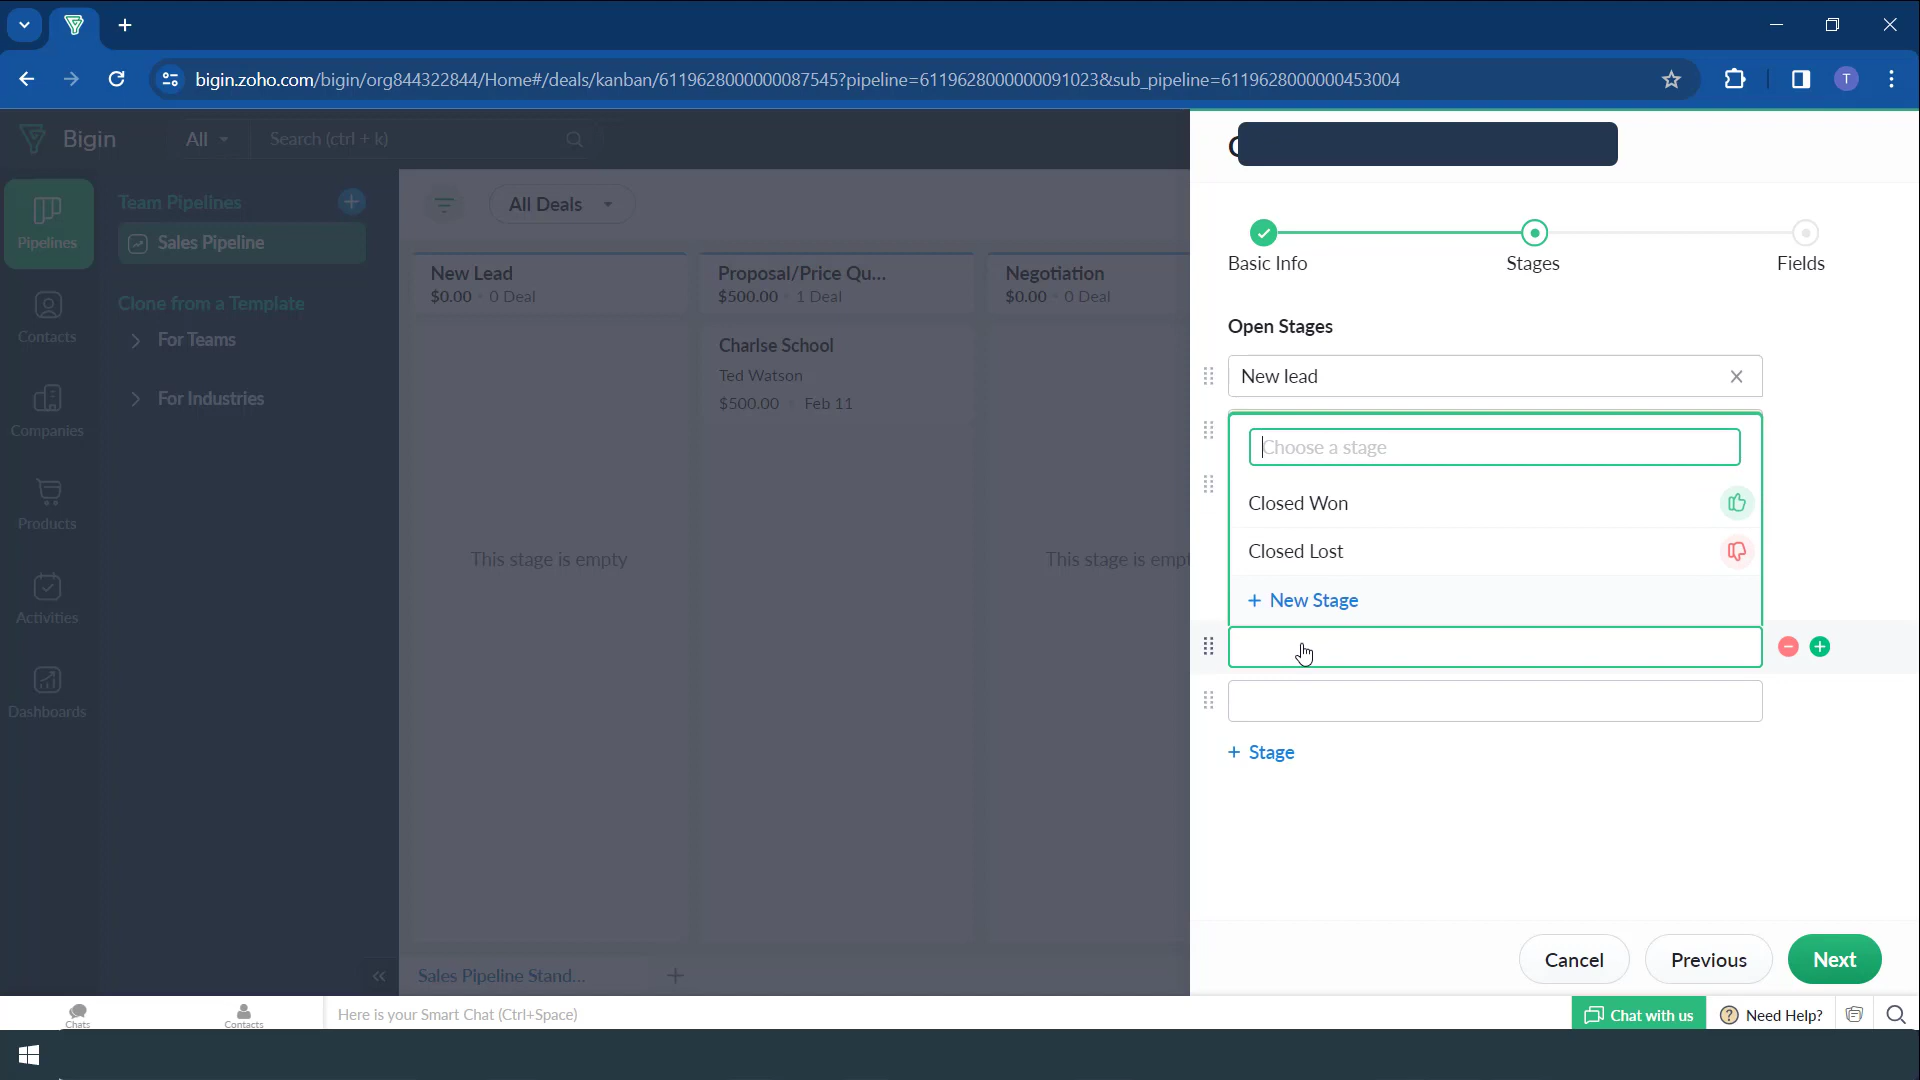 bigin.zoho.com/bigin/org844322844/Home#/deals/kanban/6119628000000087545?pipeline=6119628000000091023&sub_pipeline=6119628000000453004
T
Bigin
All
Search (ctrl + k)
Pipelines
Contacts
Companies
Products
Activities
Dashboards
Team Pipelines
Sales Pipeline
Clone from a Template
For Teams
For Industries
All Deals
New Lead
$0.00 • 0 Deal
This stage is empty
Proposal/Price Qu...
$500.00 • 1 Deal
Charlse School
Ted Watson
$500.00 • Feb 11
Negotiation
$0.00 • 0 Deal
This stage is empt
Sales Pipeline Stand...
Basic Info
Stages
Fields
Open Stages
New lead
Choose a stage
Closed Won
Closed Lost
+ New Stage
+ Stage
Cancel
Previous
Next
Chats
Contacts
Here is your Smart Chat (Ctrl+Space)
Chat with us
Need Help?